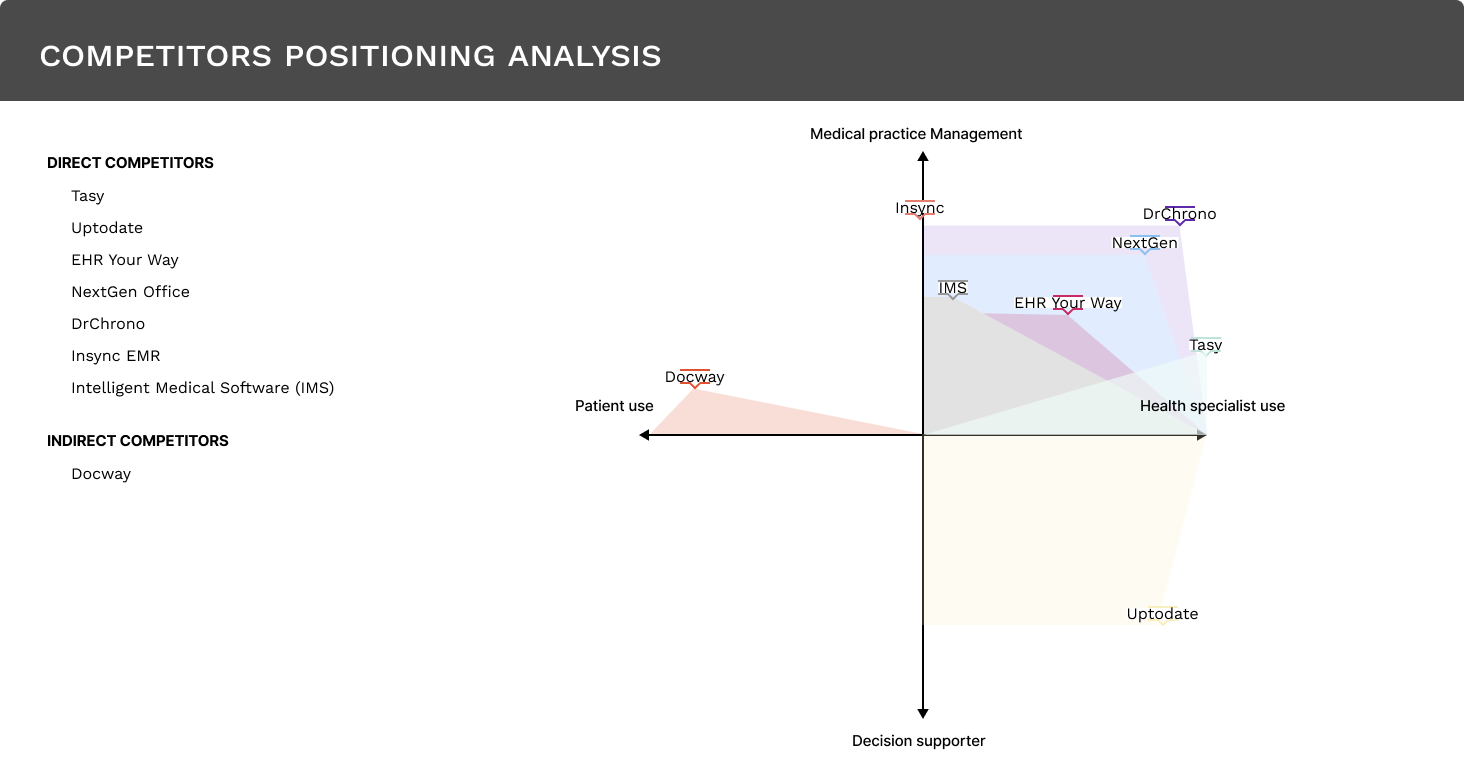 COMPETITORS POSITIONING ANALYSIS
DIRECT COMPETITORS
Tasy
Uptodate
EHR Your Way
NextGen Office
DrChrono
Insync EMR
Intelligent Medical Software (IMS)
INDIRECT COMPETITORS
Docway
Medical practice Management
Insync
DrChrono
NextGen
IMS
EHR Your Way
Tasy
Docway
Patient use
Health specialist use
Uptodate
Decision supporter